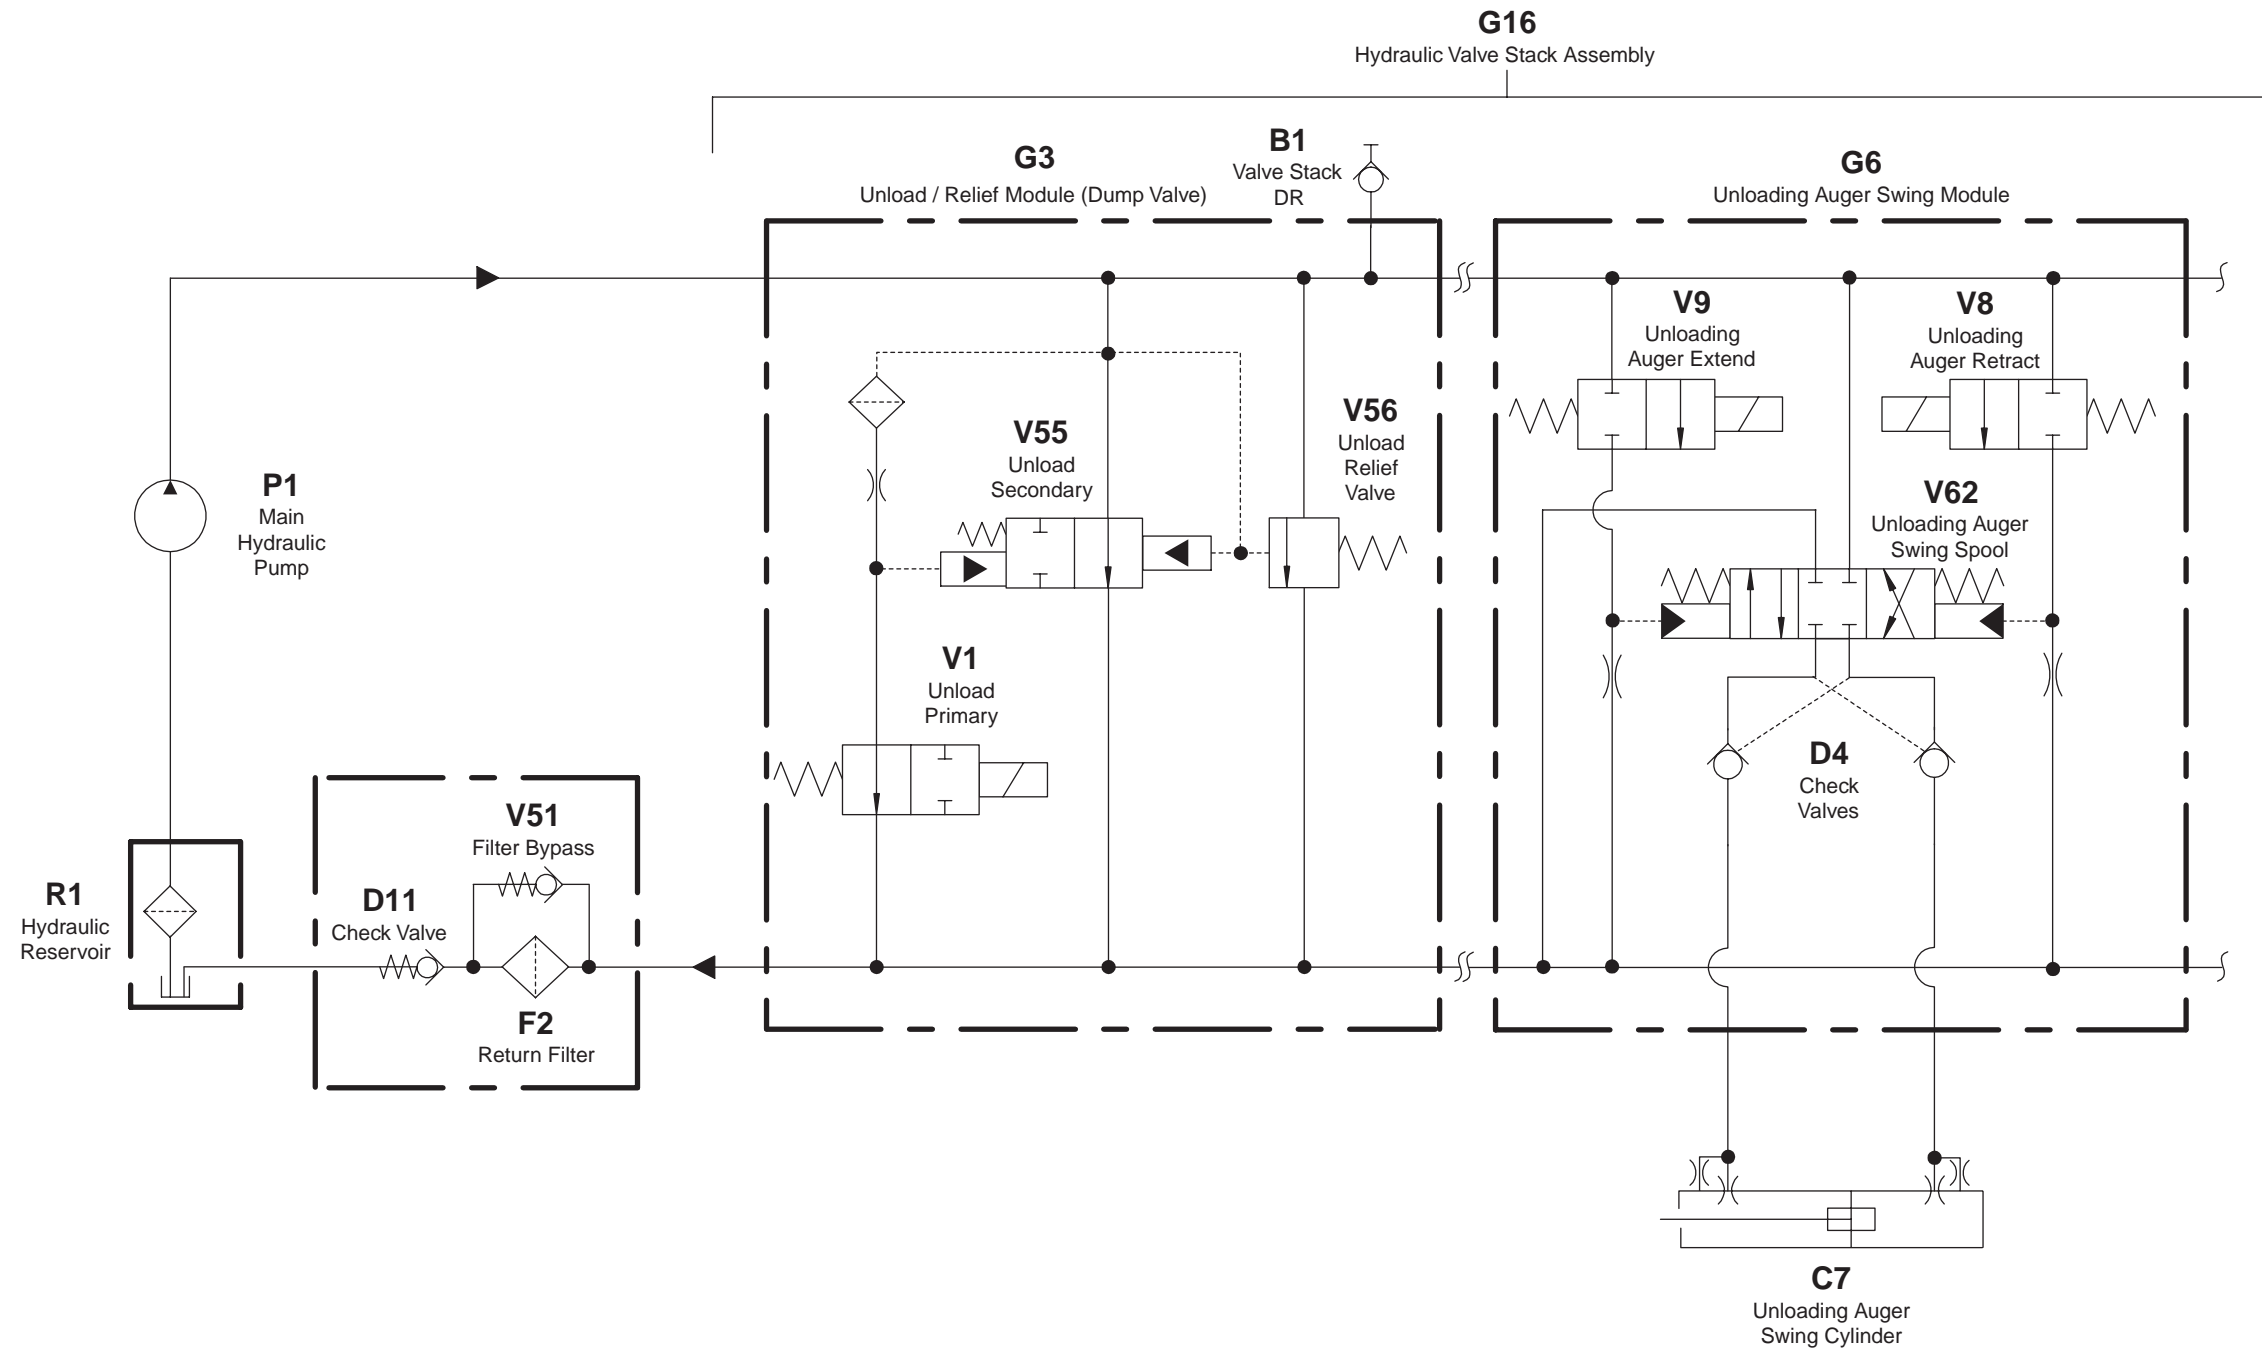 G16
Hydraulic Valve Stack Assembly
G3
Unload / Relief Module (Dump Valve)
B1
Valve Stack
DR
G6
Unloading Auger Swing Module
V9
Unloading
Auger Extend
V8
Unloading
Auger Retract
V55
Unload
Secondary
V56
Unload
Relief
Valve
P1
Main
Hydraulic
Pump
V62
Unloading Auger
Swing Spool
V1
Unload
Primary
D4
Check
Valves
V51
Filter Bypass
R1
Hydraulic
Reservoir
D11
Check Valve
F2
Return Filter
C7
Unloading Auger
Swing Cylinder